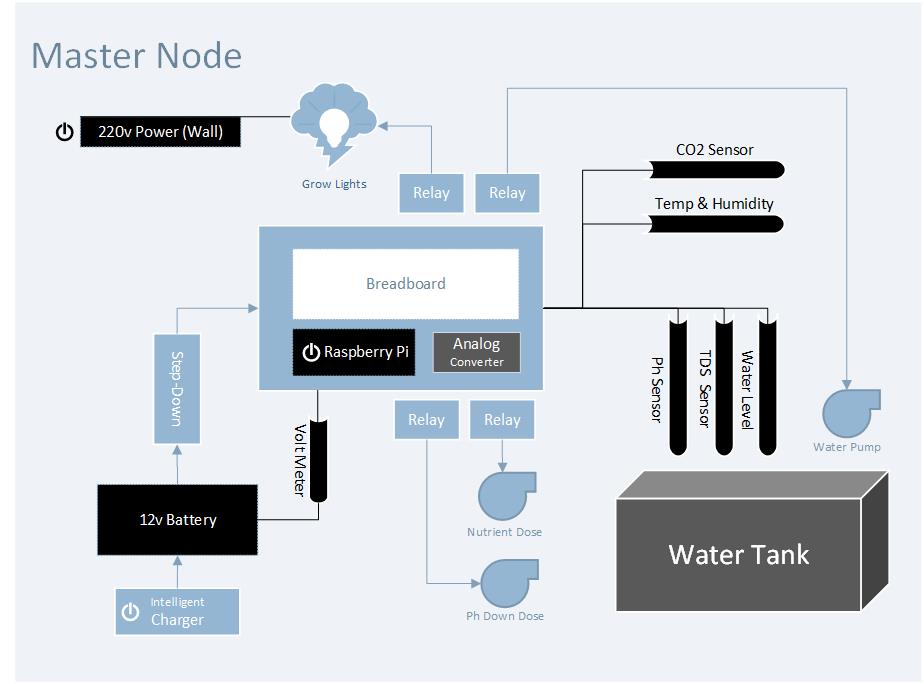 Master Node
220v Power (Wall)
Grow Lights
Relay
Relay
CO2 Sensor
Temp & Humidity
Breadboard
Raspberry Pi
Analog
Converter
Step-Down
Volt Meter
Relay
Relay
Ph Sensor
TDS Sensor
Water Level
Water Pump
12v Battery
Nutrient Dose
Water Tank
Intelligent
Charger
Ph Down Dose